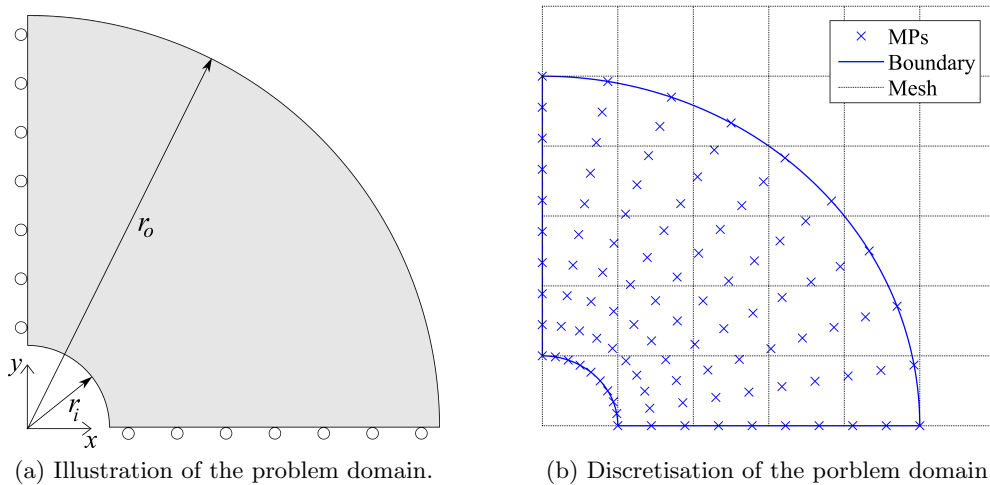 r_o
r_i
y
x
MPs
Boundary
Mesh
(a) Illustration of the problem domain.
(b) Discretisation of the porblem domain